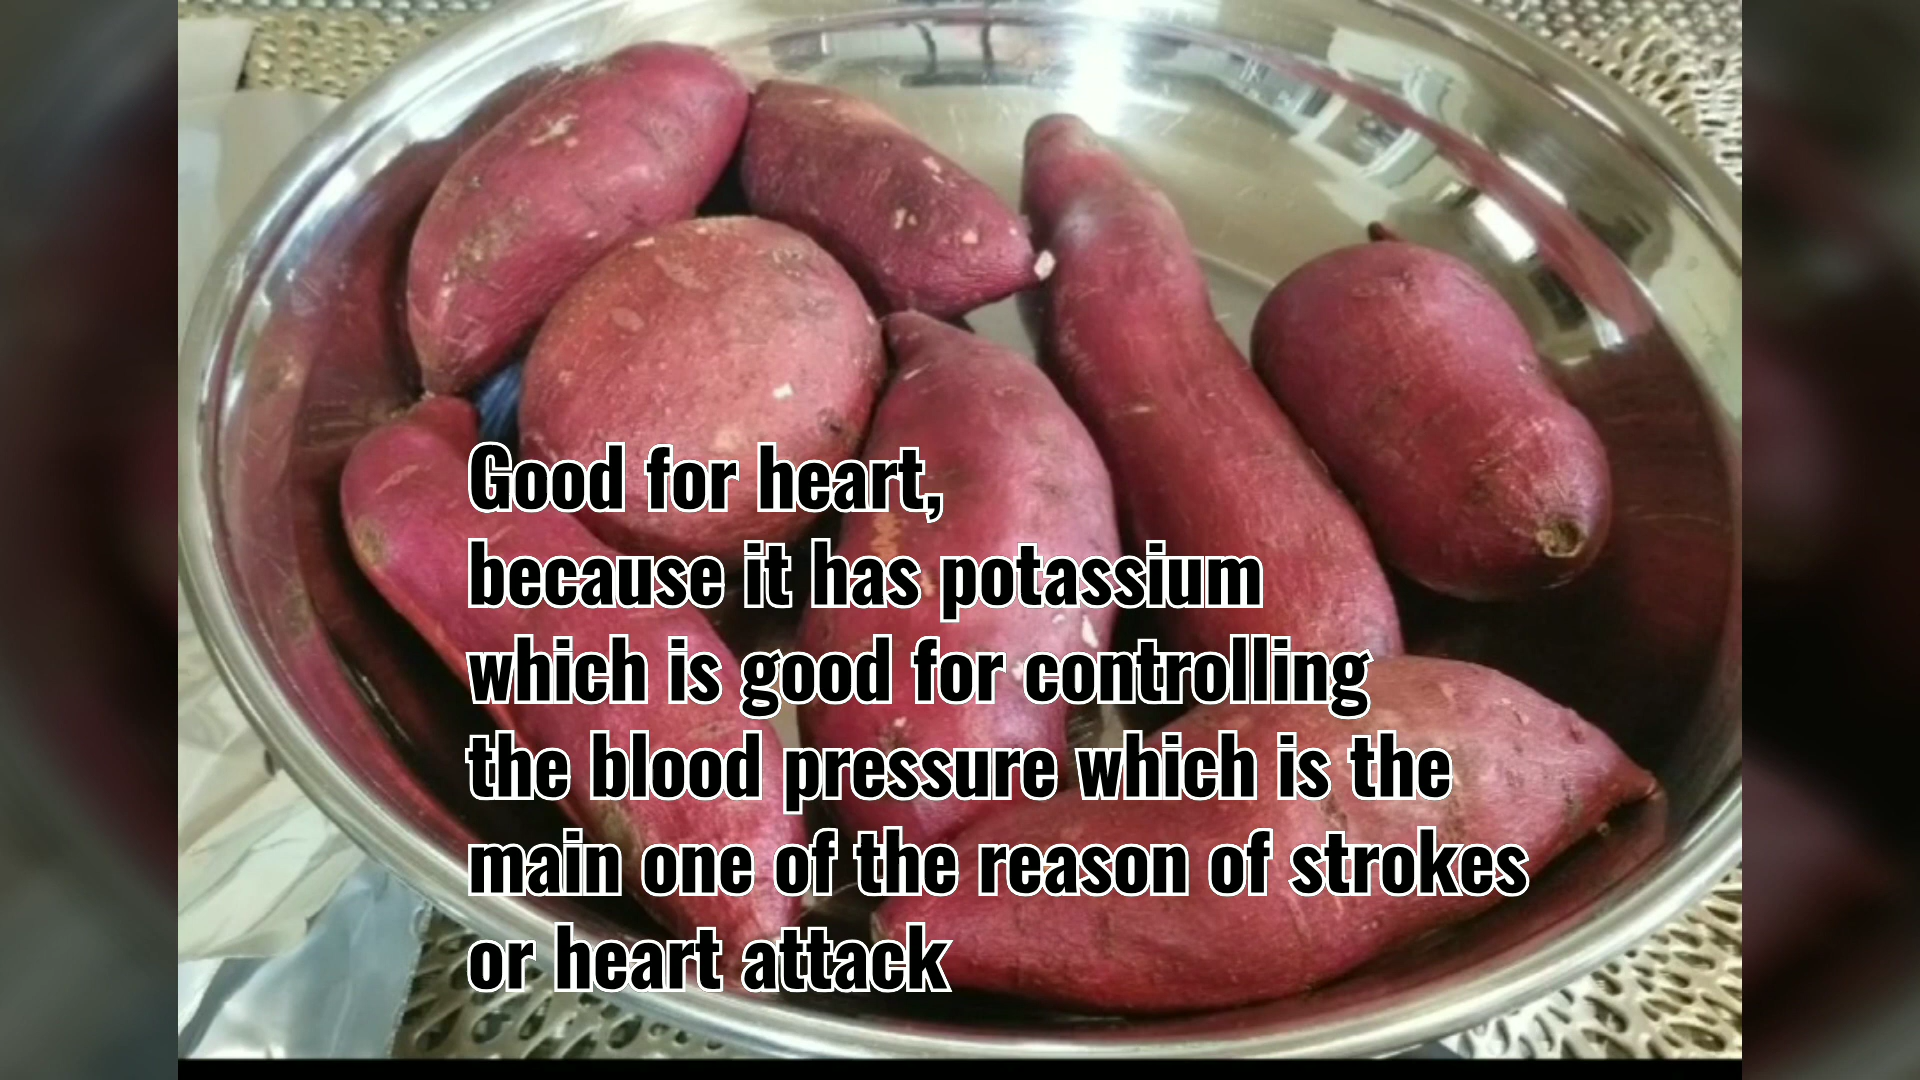 Good for heart,
because it has potassium
which is good for controlling
the blood pressure which is the
main one of the reason of strokes
or heart attack